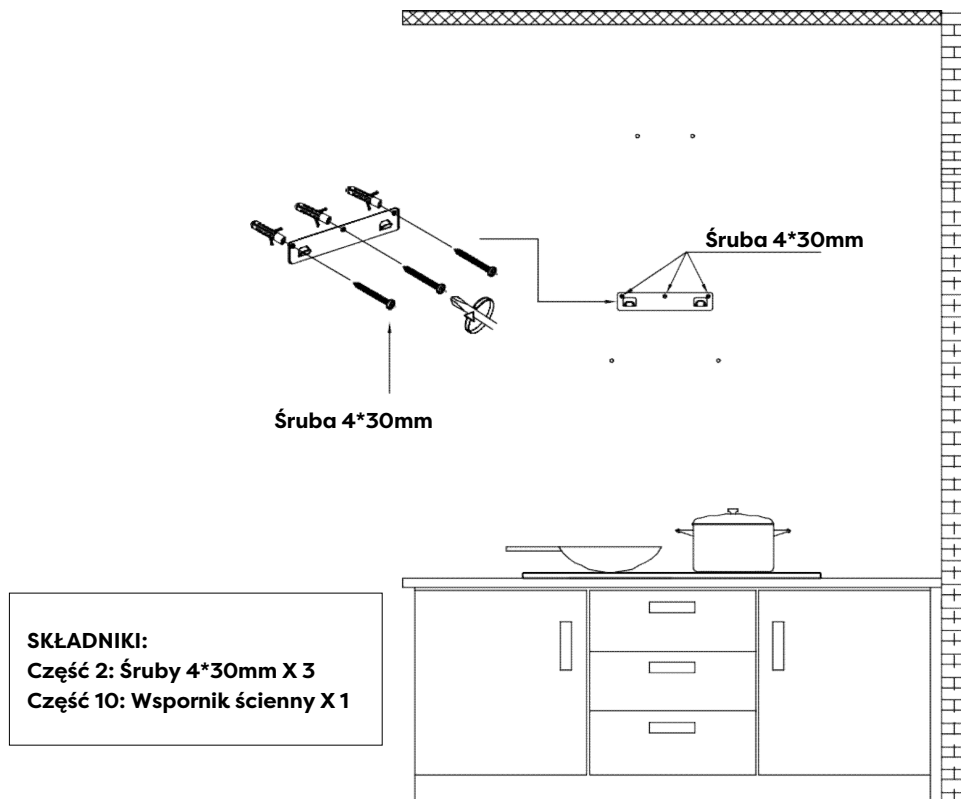 Śruba 4*30mm
Śruba 4*30mm
SKŁADNIKI:
Część 2: Śruby 4*30mm X 3
Część 10: Wspornik ścienny X 1